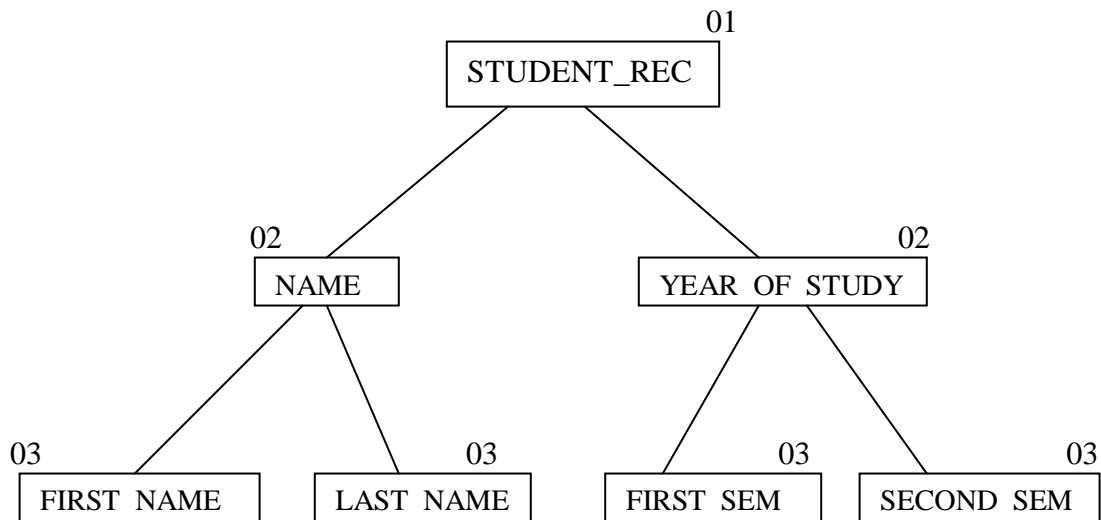 01
STUDENT_REC
02
02
NAME
YEAR OF STUDY
03
03
03
03
FIRST NAME
LAST NAME
FIRST SEM
SECOND SEM